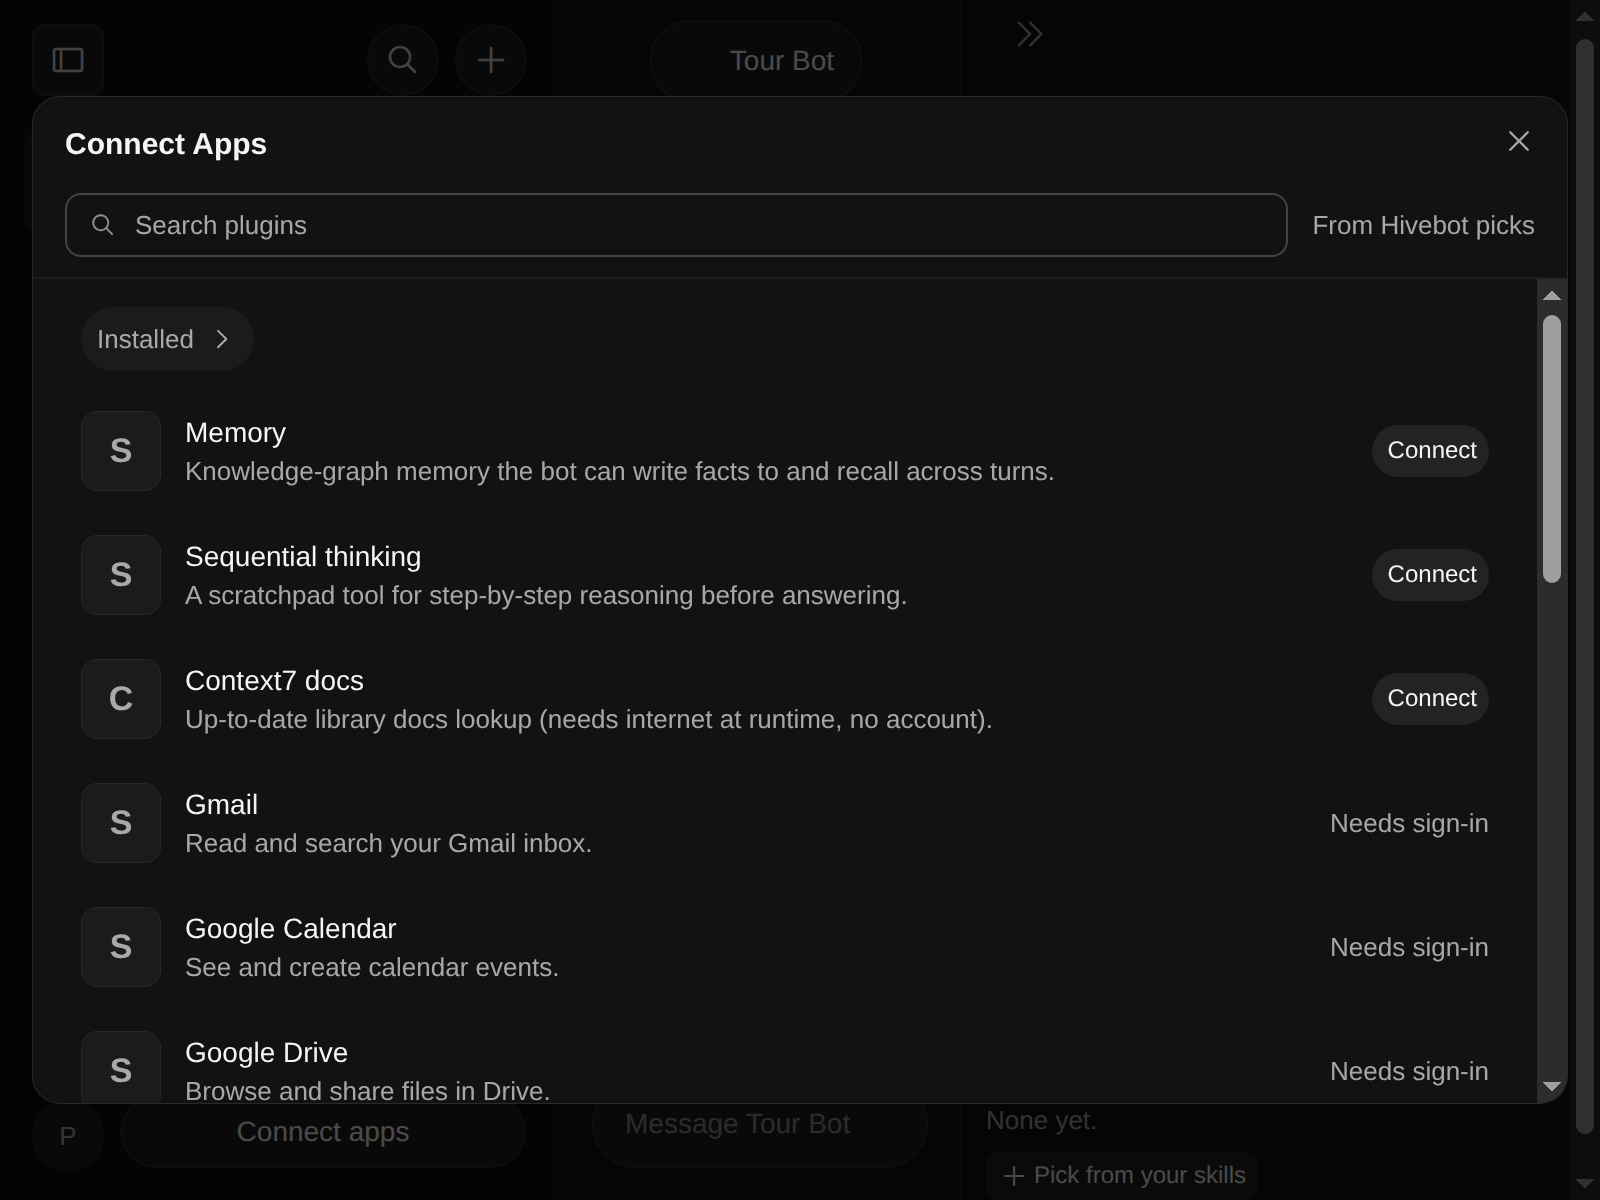 Tour Bot
Connect Apps
Search plugins
From Hivebot picks
Installed
S
Memory
Knowledge-graph memory the bot can write facts to and recall across turns.
Connect
S
Sequential thinking
A scratchpad tool for step-by-step reasoning before answering.
Connect
C
Context7 docs
Up-to-date library docs lookup (needs internet at runtime, no account).
Connect
S
Gmail
Read and search your Gmail inbox.
Needs sign-in
S
Google Calendar
See and create calendar events.
Needs sign-in
S
Google Drive
Browse and share files in Drive.
Needs sign-in
P
Connect apps
Message Tour Bot
None yet.
Pick from your skills